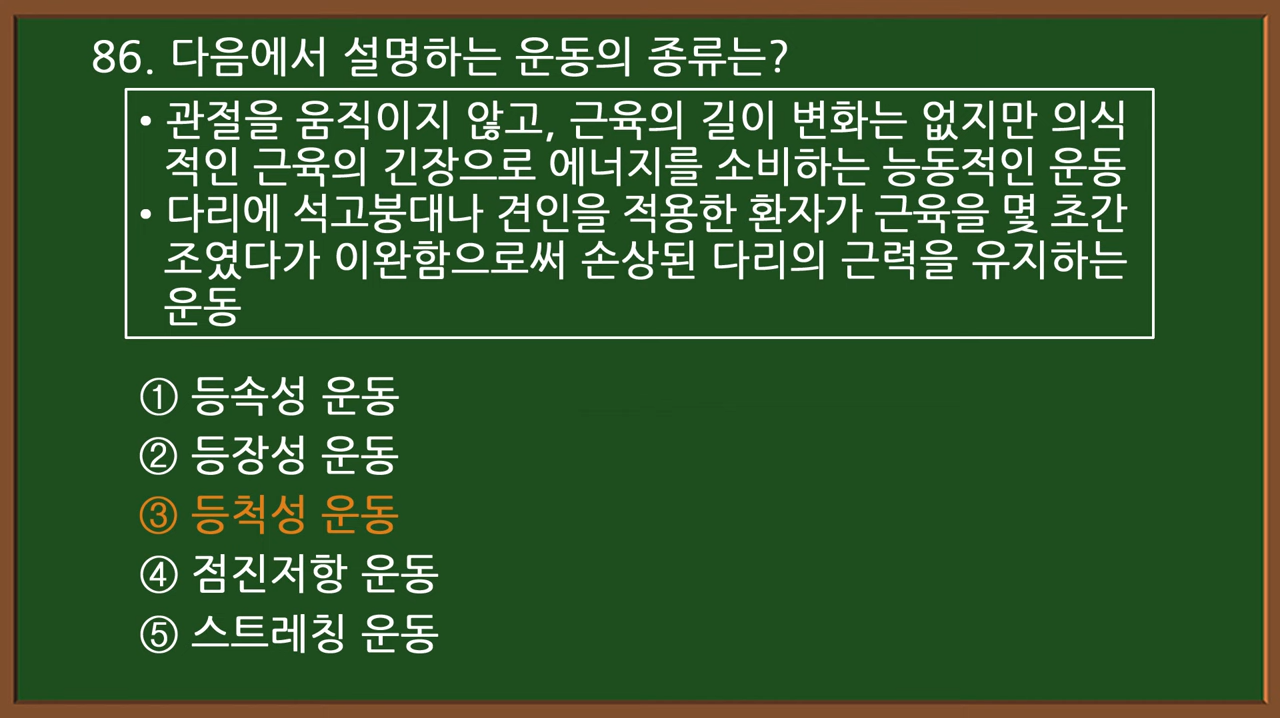 86. 다음에서 설명하는 운동의 종류는?
• 관절을 움직이지 않고, 근육의 길이 변화는 없지만 의식
적인 근육의 긴장으로 에너지를 소비하는 능동적인 운동
• 다리에 석고붕대나 견인을 적용한 환자가 근육을 몇 초간
조였다가 이완함으로써 손상된 다리의 근력을 유지하는
운동
① 등속성 운동
② 등장성 운동
③ 등척성 운동
④ 점진저항 운동
⑤ 스트레칭 운동